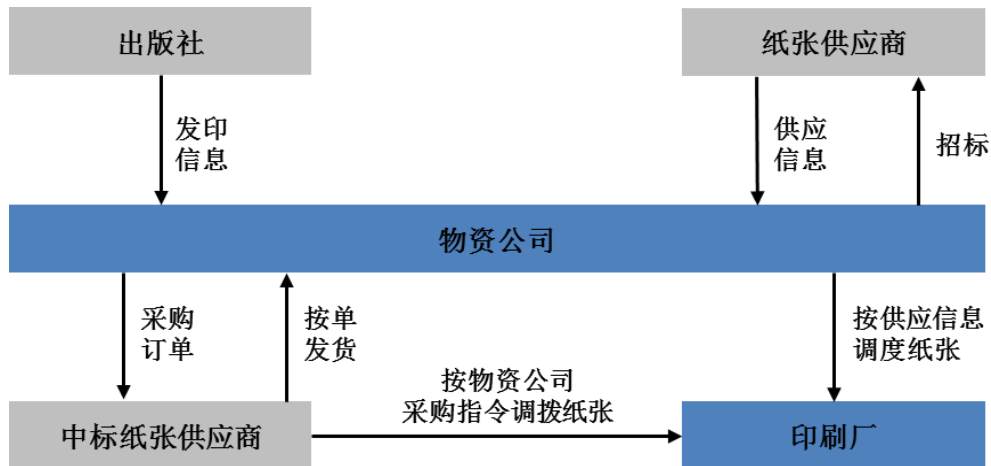 出版社
纸张供应商
发印
信息
供应
信息
招标
物资公司
采购
订单
按单
发货
按供应信息
调度纸张
按物资公司
采购指令调拨纸张
中标纸张供应商
印刷厂